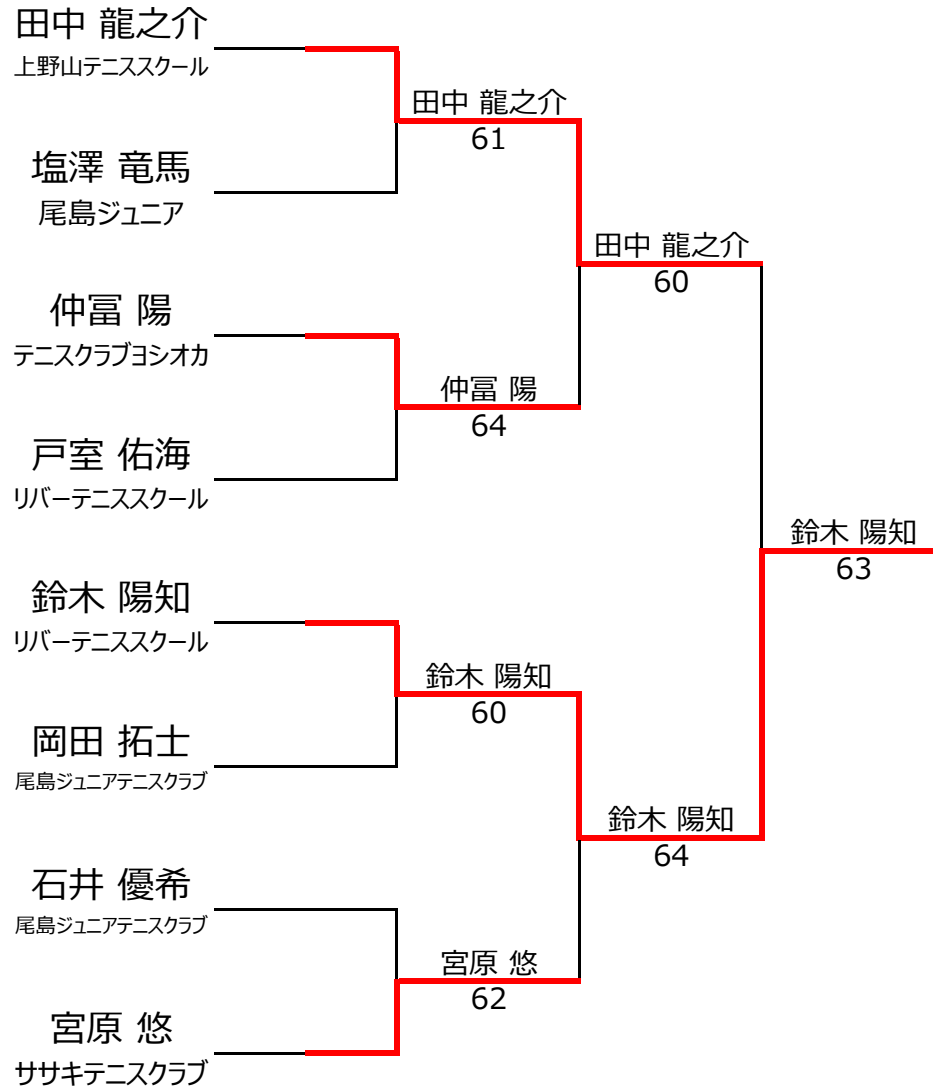 田中 龍之介
上野山テニススクール
塩澤 竜馬
尾島ジュニア
仲冨 陽
テニスクラブヨシオカ
戸室 佑海
リバーテニススクール
鈴木 陽知
リバーテニススクール
岡田 拓士
尾島ジュニアテニスクラブ
石井 優希
尾島ジュニアテニスクラブ
宮原 悠
ササキテニスクラブ
田中 龍之介
61
仲冨 陽
64
鈴木 陽知
60
宮原 悠
62
田中 龍之介
60
鈴木 陽知
64
鈴木 陽知
63